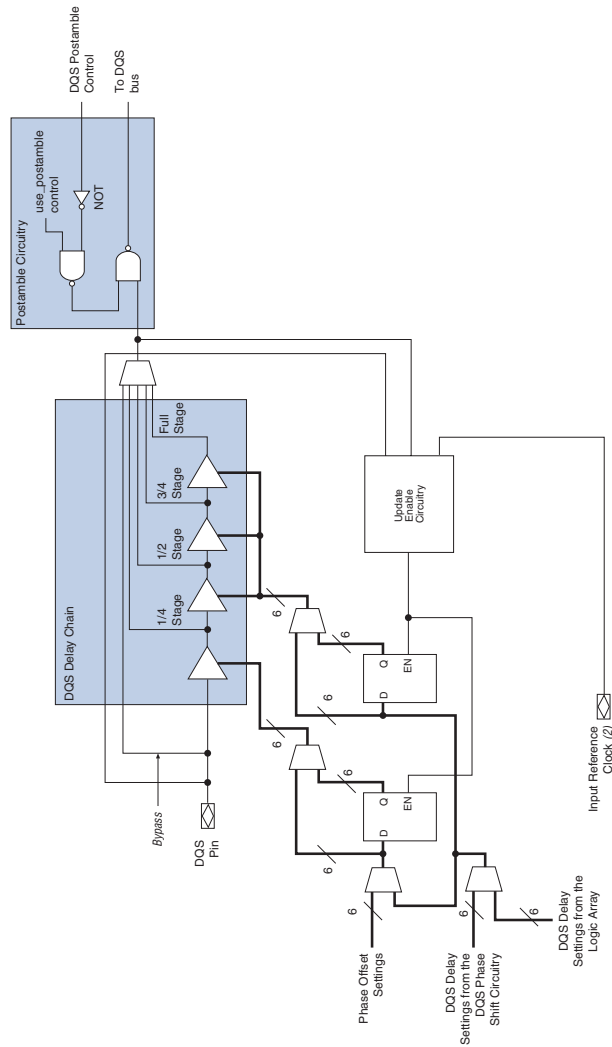 DQS Postamble
Control
To DQS
bus
Postamble Circuitry
use_postamble
control
NOT
DQS Delay Chain
1/4
Stage
1/2
Stage
3/4
Stage
Full
Stage
Bypass
DQS
Pin
6
6
6
6
6
6
D
Q
EN
D
Q
EN
Update
Enable
Circuitry
6
6
6
Phase Offset
Settings
DQS Delay
Settings from the
DQS Phase
Shift Circuitry
DQS Delay
Settings from the
Logic Array
Input Reference
Clock (2)